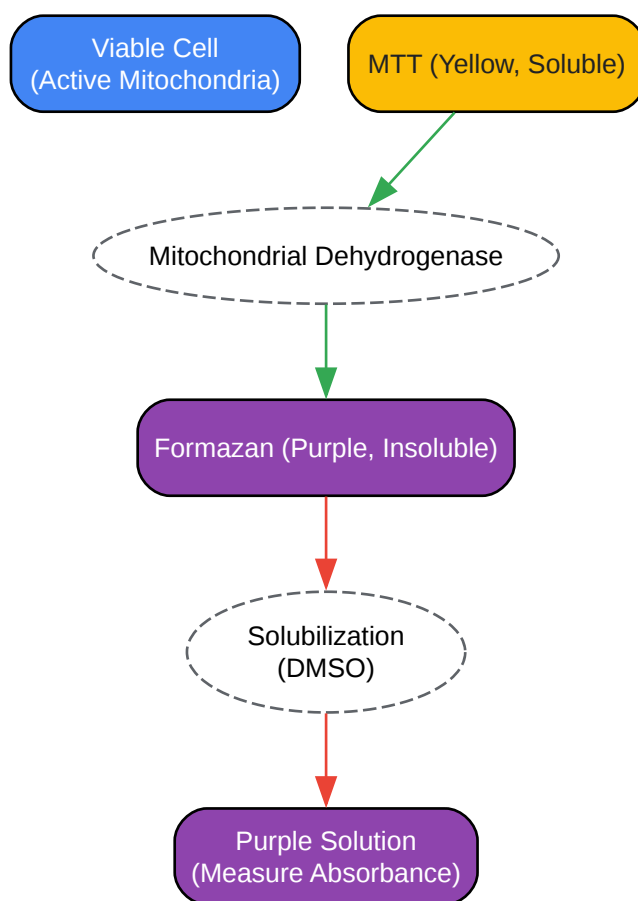 Viable Cell
(Active Mitochondria)
MTT (Yellow, Soluble)
Mitochondrial Dehydrogenase
Formazan (Purple, Insoluble)
Solubilization
(DMSO)
Purple Solution
(Measure Absorbance)